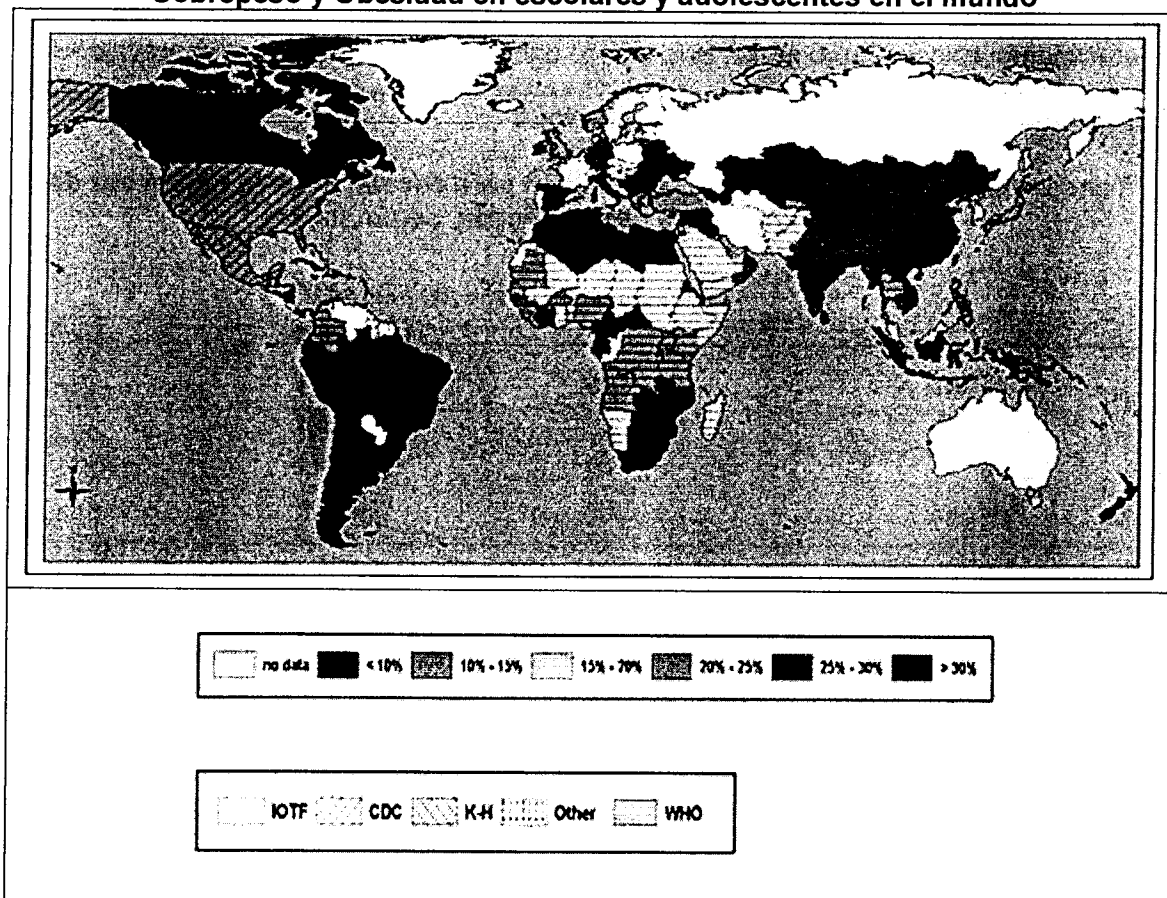 Sobrepeso y Obesidad en escolares y adolescentes en el mundo
no data <10% 10% - 15% 15% - 20% 20% - 25% 25% - 30% > 30%
IOTF CDC K-H Other WHO